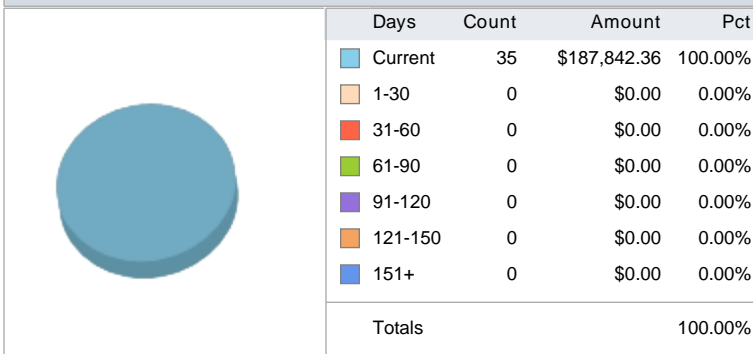 Days Count Amount Pct
Current 35 $187,842.36 100.00%
1-30 0 $0.00 0.00%
31-60 0 $0.00 0.00%
61-90 0 $0.00 0.00%
91-120 0 $0.00 0.00%
121-150 0 $0.00 0.00%
151+ 0 $0.00 0.00%
Totals 100.00%